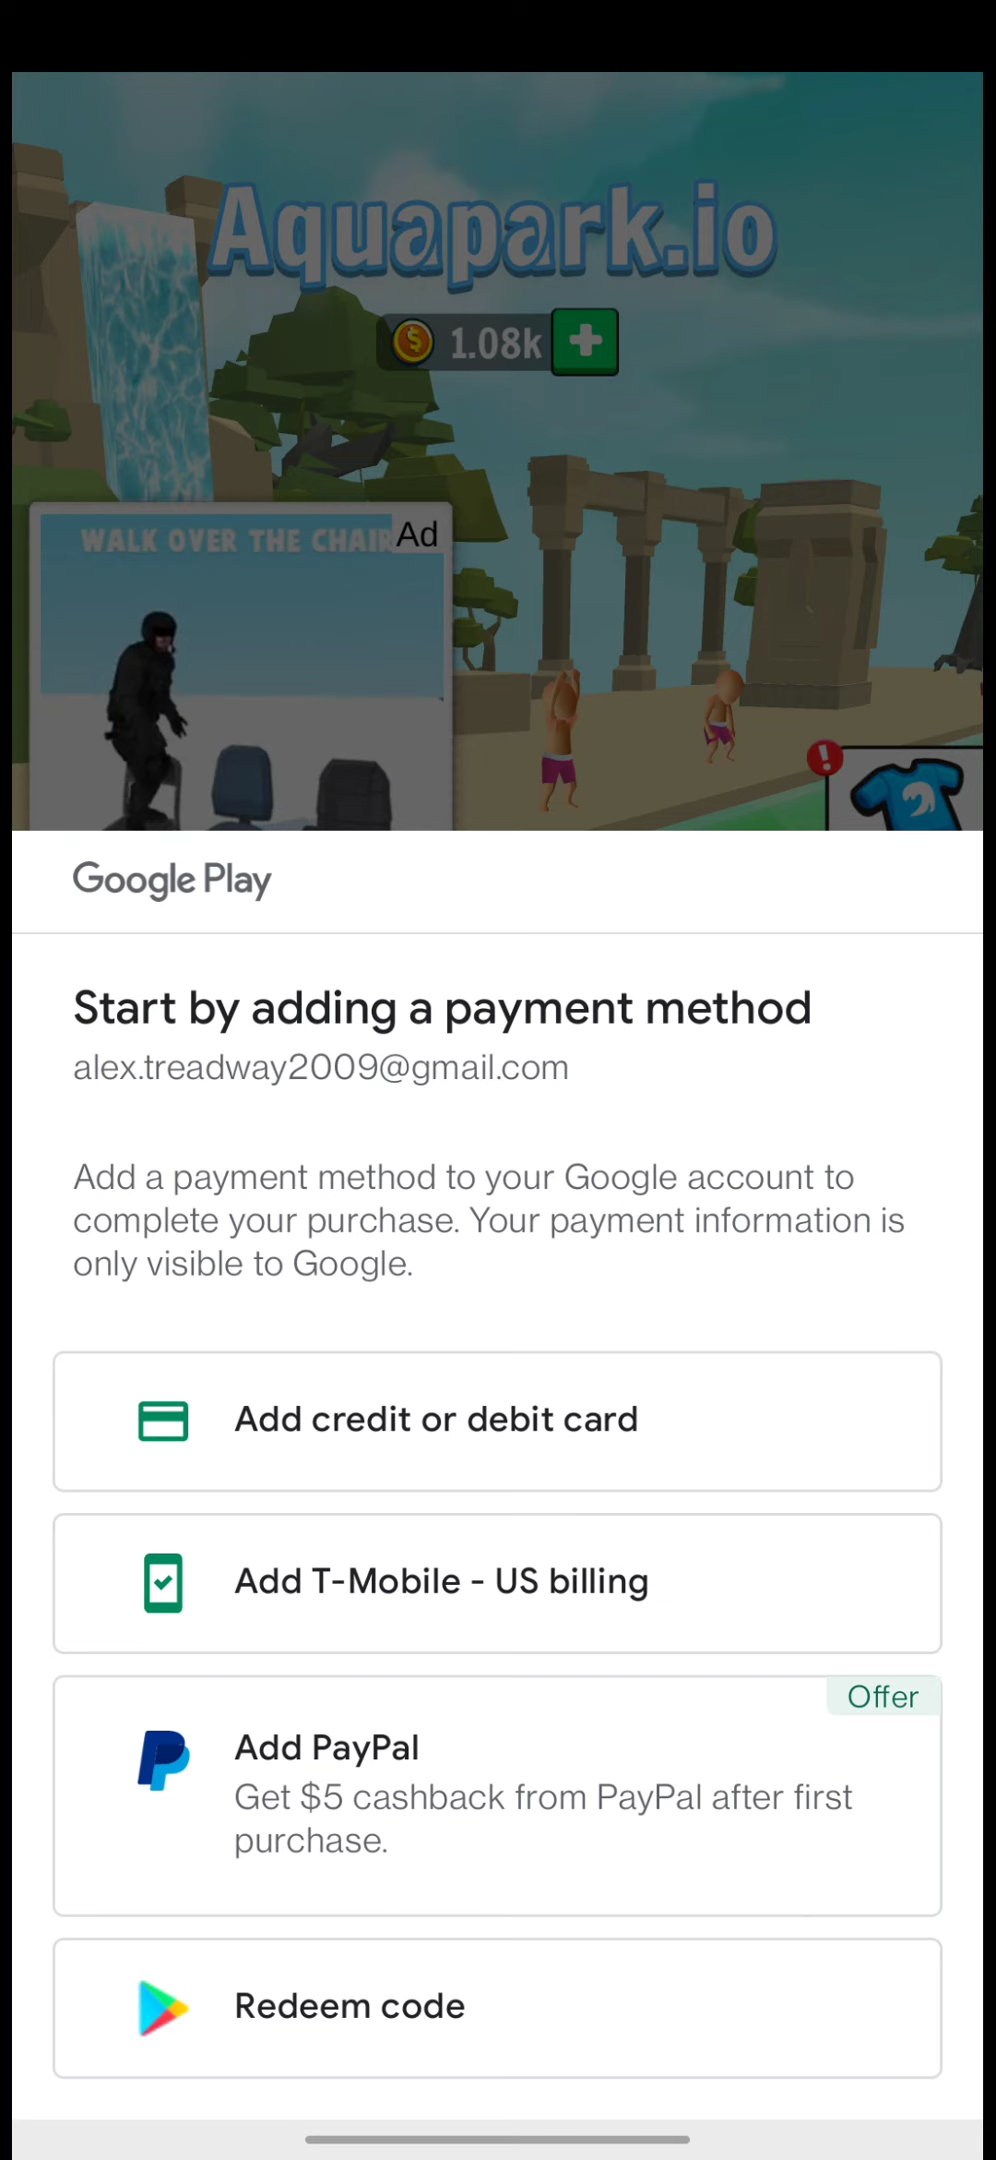 Aquapark.io
1.08k
WALK OVER THE CHAIR
Ad
Google Play
Start by adding a payment method
alex.treadway2009@gmail.com
Add a payment method to your Google account to
complete your purchase. Your payment information is
only visible to Google.
Add credit or debit card
Add T-Mobile - US billing
Offer
Add PayPal
Get $5 cashback from PayPal after first
purchase.
Redeem code